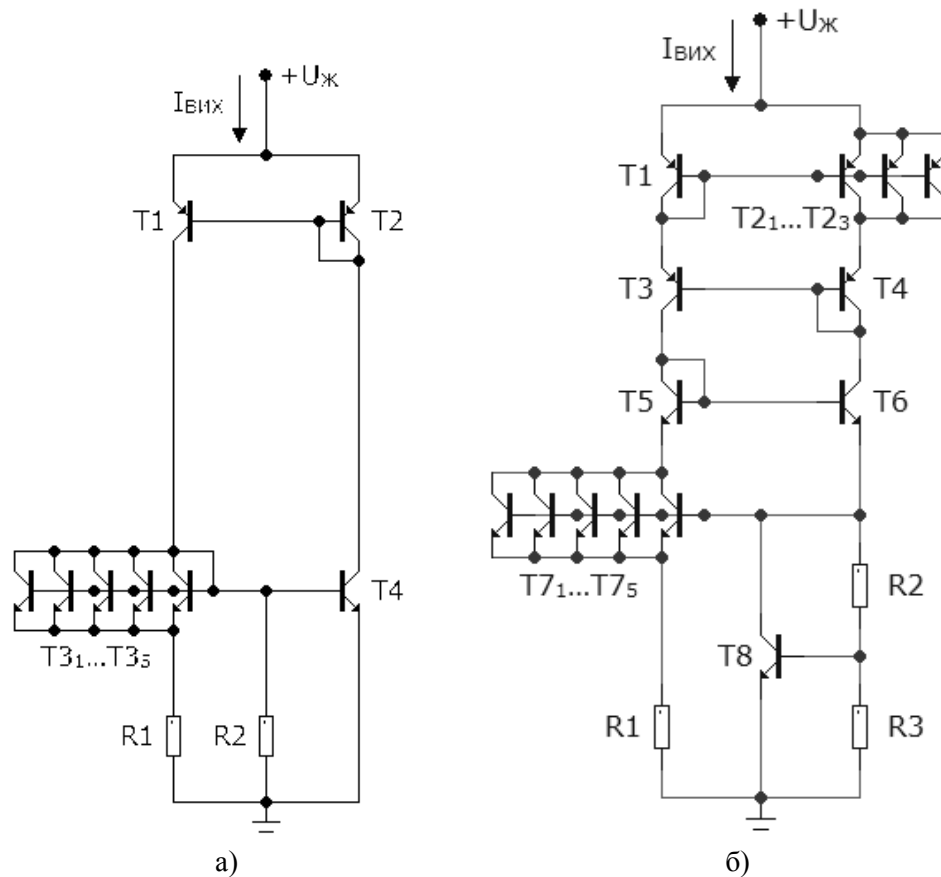 +Uж
Iвих
T1
T2
T4
T3₁...T3₅
R1
R2
а)
+Uж
Iвих
T1
T2₁...T2₃
T3
T4
T5
T6
T7₁...T7₅
R2
T8
R1
R3
б)